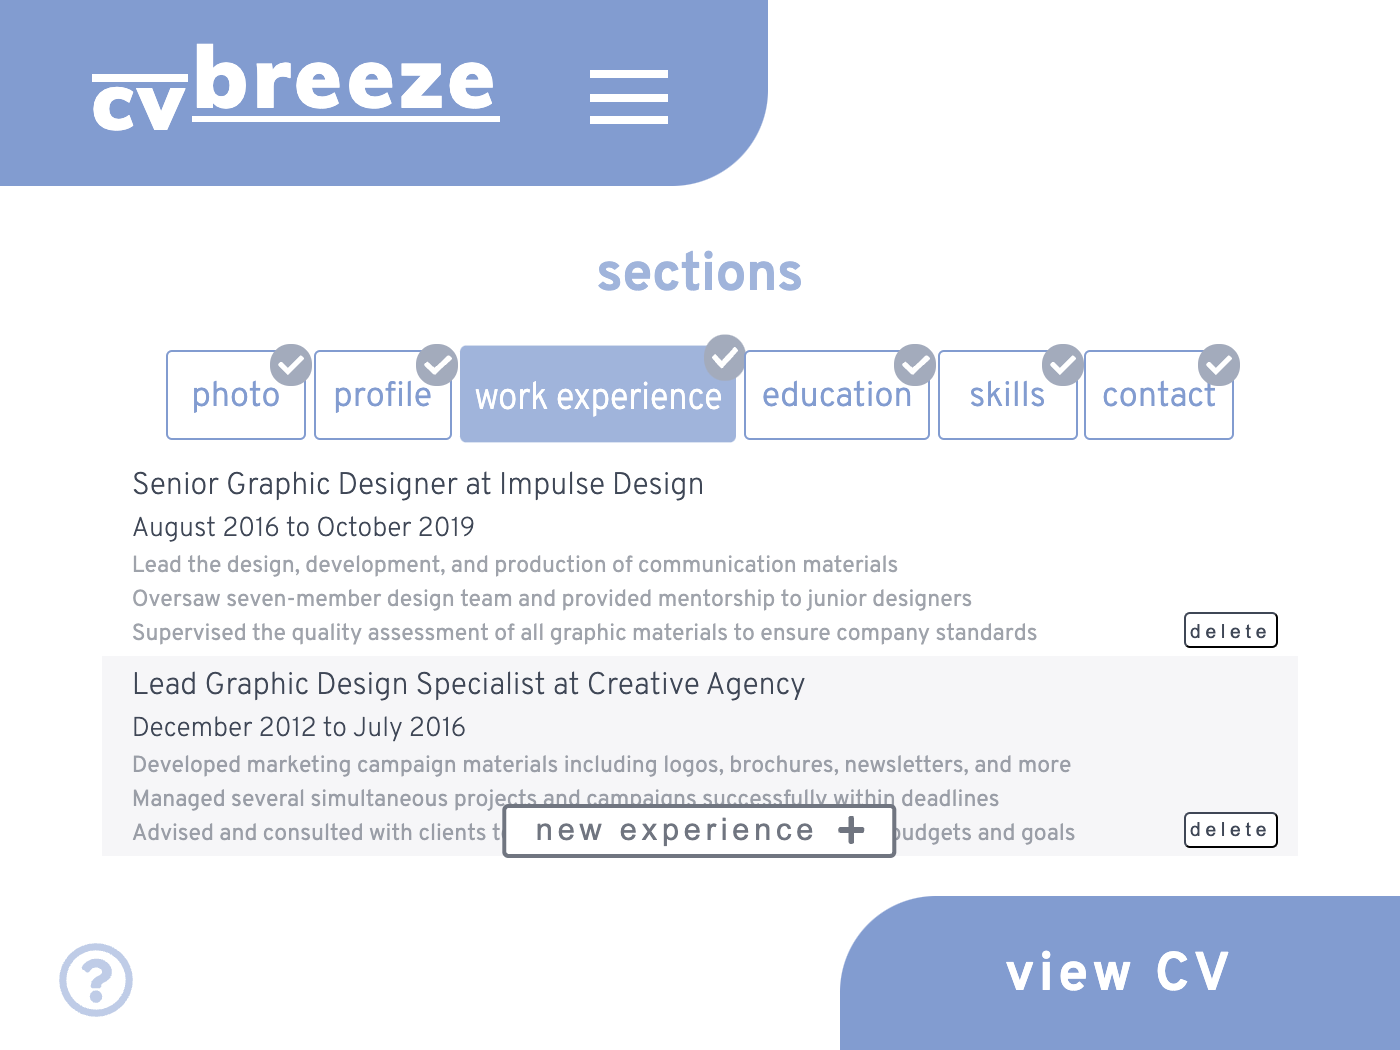 cv breeze
sections
photo
profile
work experience
education
skills
contact
Senior Graphic Designer at Impulse Design
August 2016 to October 2019
Lead the design, development, and production of communication materials
Oversaw seven-member design team and provided mentorship to junior designers
Supervised the quality assessment of all graphic materials to ensure company standards
delete
Lead Graphic Design Specialist at Creative Agency
December 2012 to July 2016
Developed marketing campaign materials including logos, brochures, newsletters, and more
Managed several simultaneous projects and campaigns successfully within deadlines
Advised and consulted with clients
budgets and goals
new experience +
delete
?
view CV